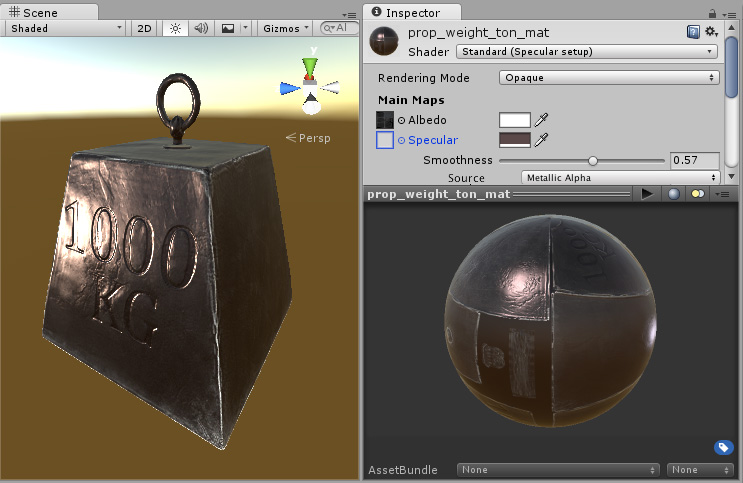 Scene
Shaded
2D
Gizmos
All
y
Persp
1000
KG
Inspector
prop_weight_ton_mat
Shader Standard (Specular setup)
Rendering Mode Opaque
Main Maps
Albedo
Specular
Smoothness 0.57
Source Metallic Alpha
prop_weight_ton_mat
1000
AssetBundle None None